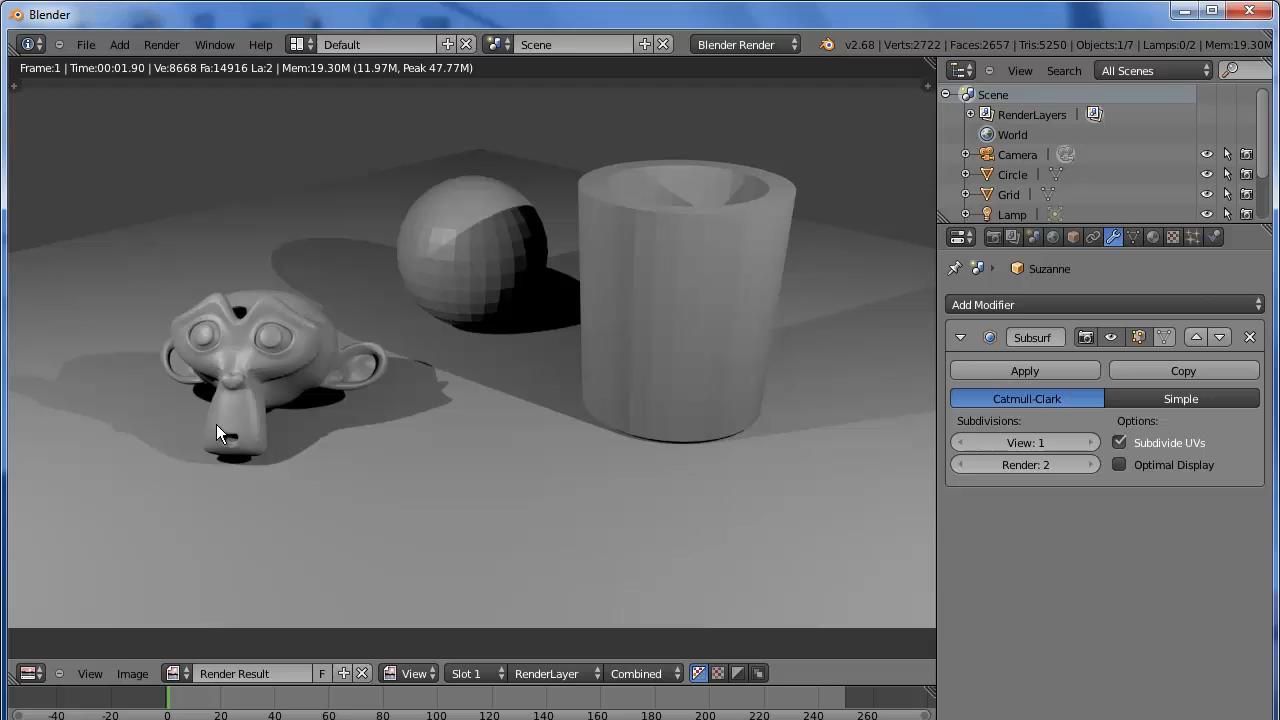 Blender
File Add Render Window Help Default Scene Blender Render v2.68 | Verts:2722 | Faces:2657 | Tris:5250 | Objects:1/7 | Lamps:0/2 | Mem:19.30M
Frame:1 | Time:00:01.90 | Ve:8668 Fa:14916 La:2 | Mem:19.30M (11.97M, Peak 47.77M)
View Search All Scenes
Scene
RenderLayers |
World
Camera |
Circle |
Grid |
Lamp |
Suzanne
Add Modifier
Subsurf
Apply Copy
Catmull-Clark Simple
Subdivisions: Options:
View: 1 Subdivide UVs
Render: 2 Optimal Display
View Image Render Result F View Slot 1 RenderLayer Combined
-40 -20 0 20 40 60 80 100 120 140 160 180 200 220 240 260